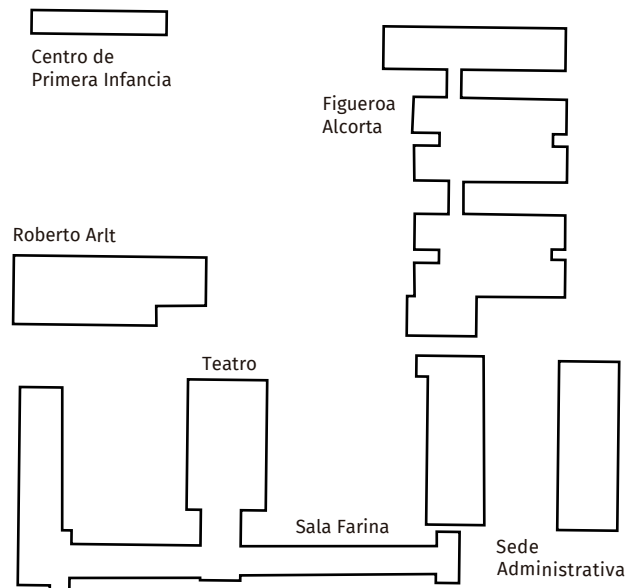 Centro de
Primera Infancia
Figueroa
Alcorta
Roberto Arlt
Teatro
Sala Farina
Sede
Administrativa